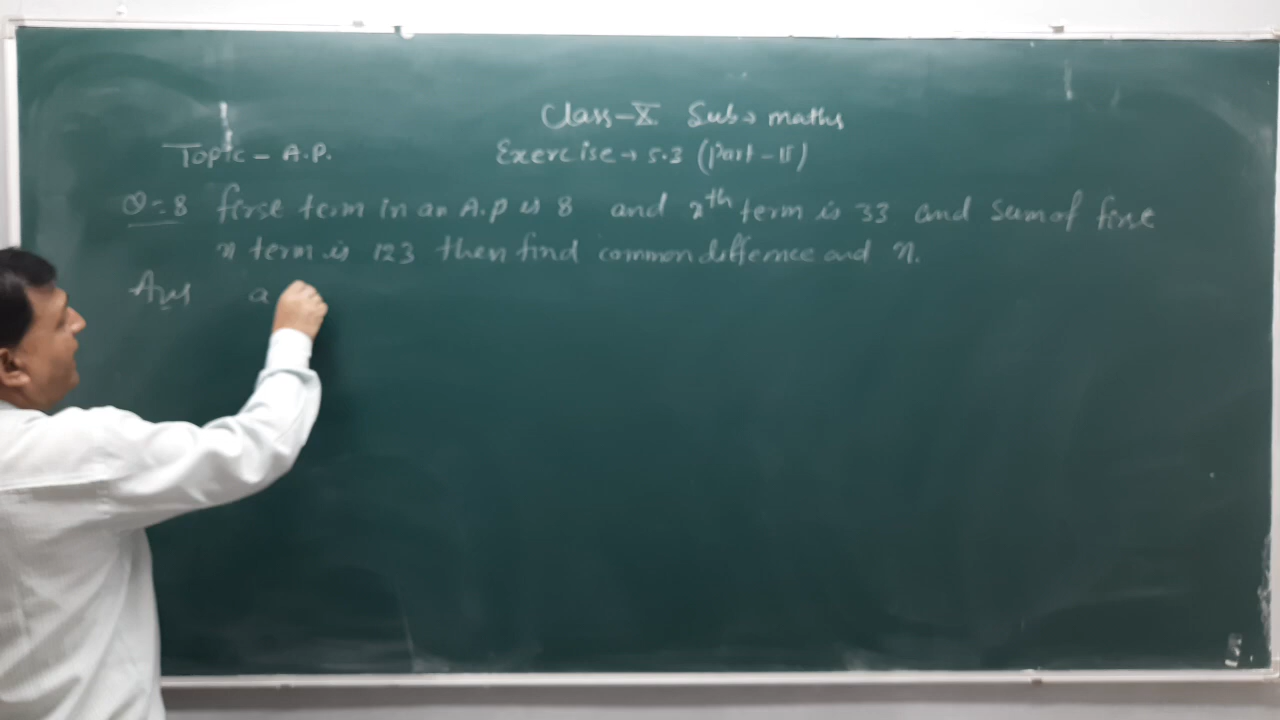 Class-X Sub→ maths
Topic - A.P. Exercise → 5.3 (Part-II)
Q=8 first term in an A.P is 8 and nth term is 33 and Sum of first
n term is 123 then find common difference and n.
Ans a